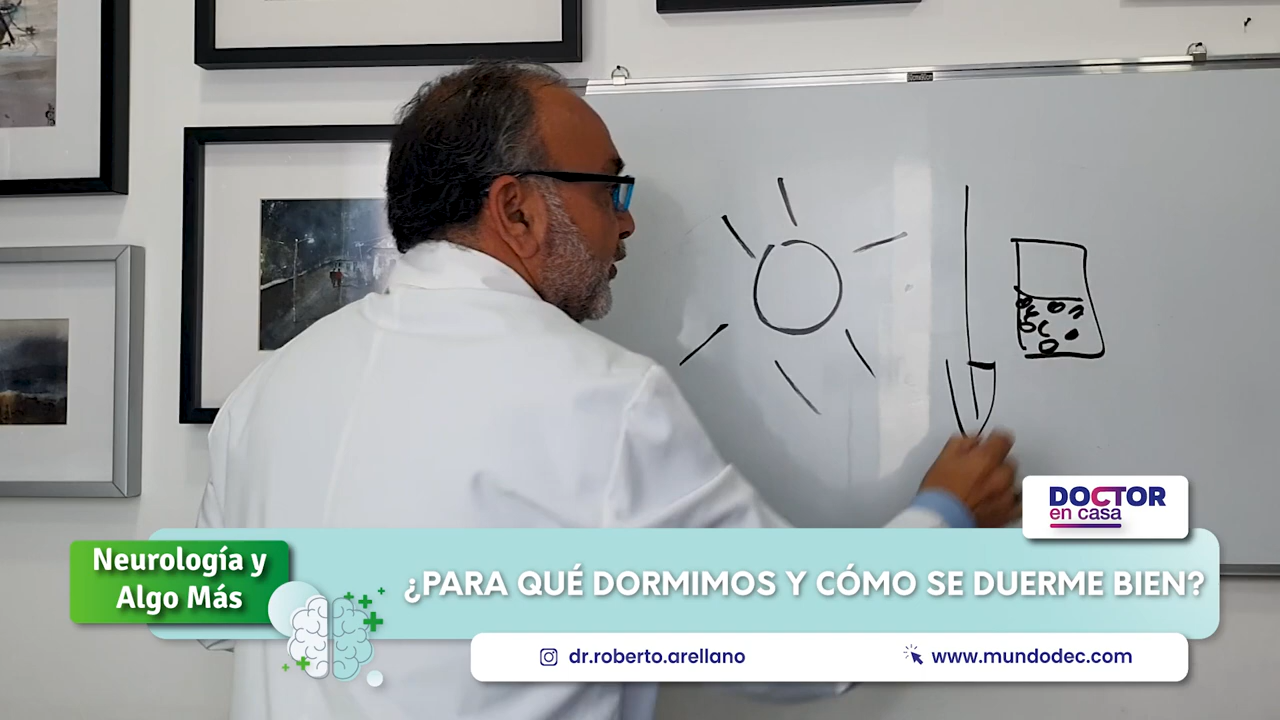 DOCTOR
en casa
Neurología y
Algo Más
¿PARA QUÉ DORMIMOS Y CÓMO SE DUERME BIEN?
dr.roberto.arellano
www.mundodec.com